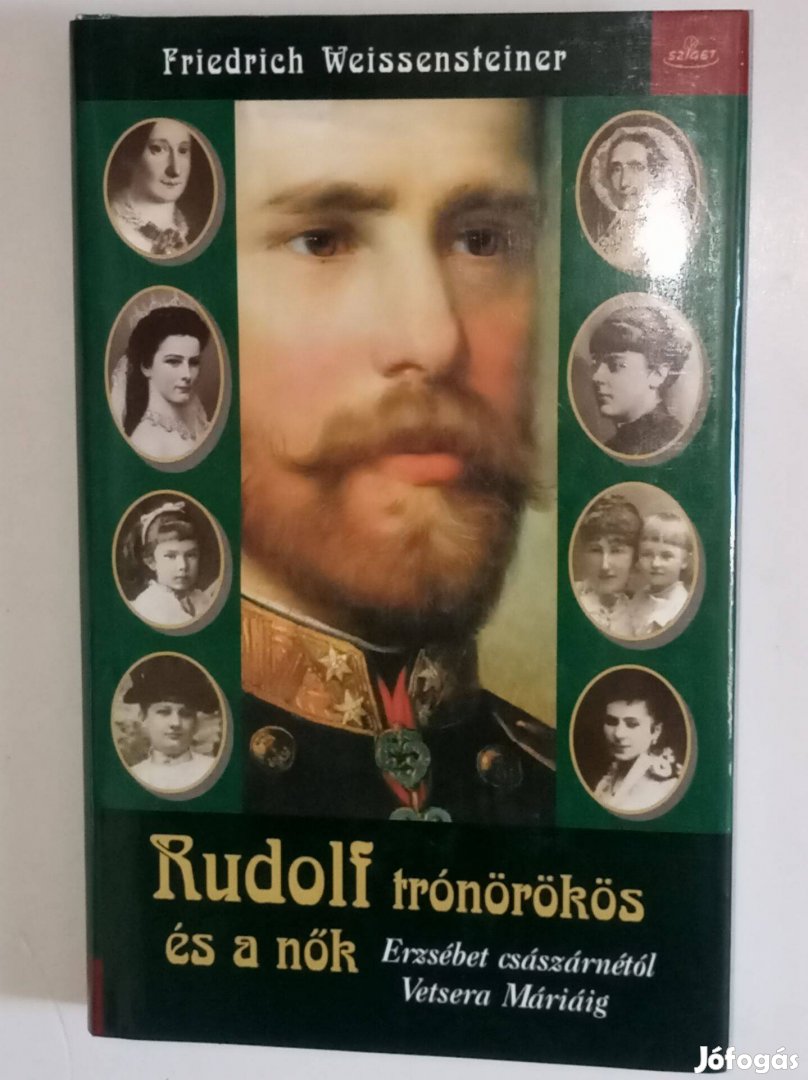 Friedrich Weissensteiner
SZIGET
Rudolf trónörökös
és a nők Erzsébet császárnétól
Vetsera Máriáig
Jófogás